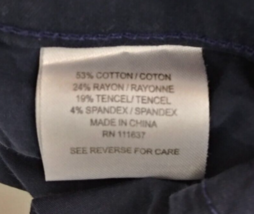 53% COTTON/COTON
24% RAYON/RAYONNE
19% TENCEL/TENCEL
4% SPANDEX/SPANDEX
MADE IN CHINA
RN 111637
SEE REVERSE FOR CARE